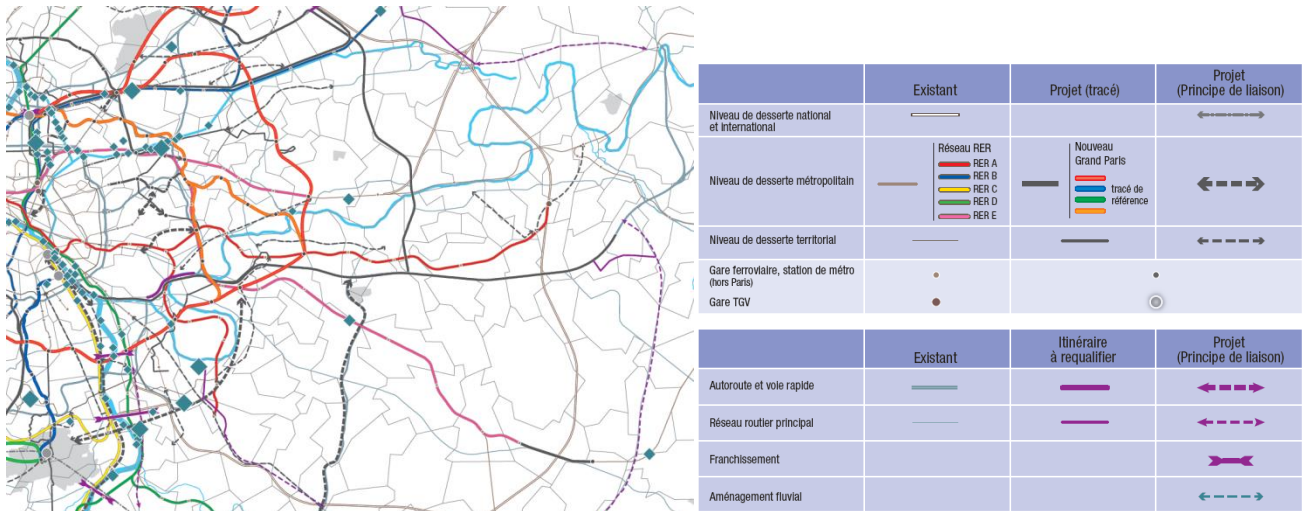 Existant
Projet (tracé)
Projet
(Principe de liaison)
Niveau de desserte national
et international
Niveau de desserte métropolitain
Réseau RER
RER A
RER B
RER C
RER D
RER E
Nouveau
Grand Paris
tracé de
référence
Niveau de desserte territorial
Gare ferroviaire, station de métro
(hors Paris)
Gare TGV
Existant
Itinéraire
à requalifier
Projet
(Principe de liaison)
Autoroute et voie rapide
Réseau routier principal
Franchissement
Aménagement fluvial